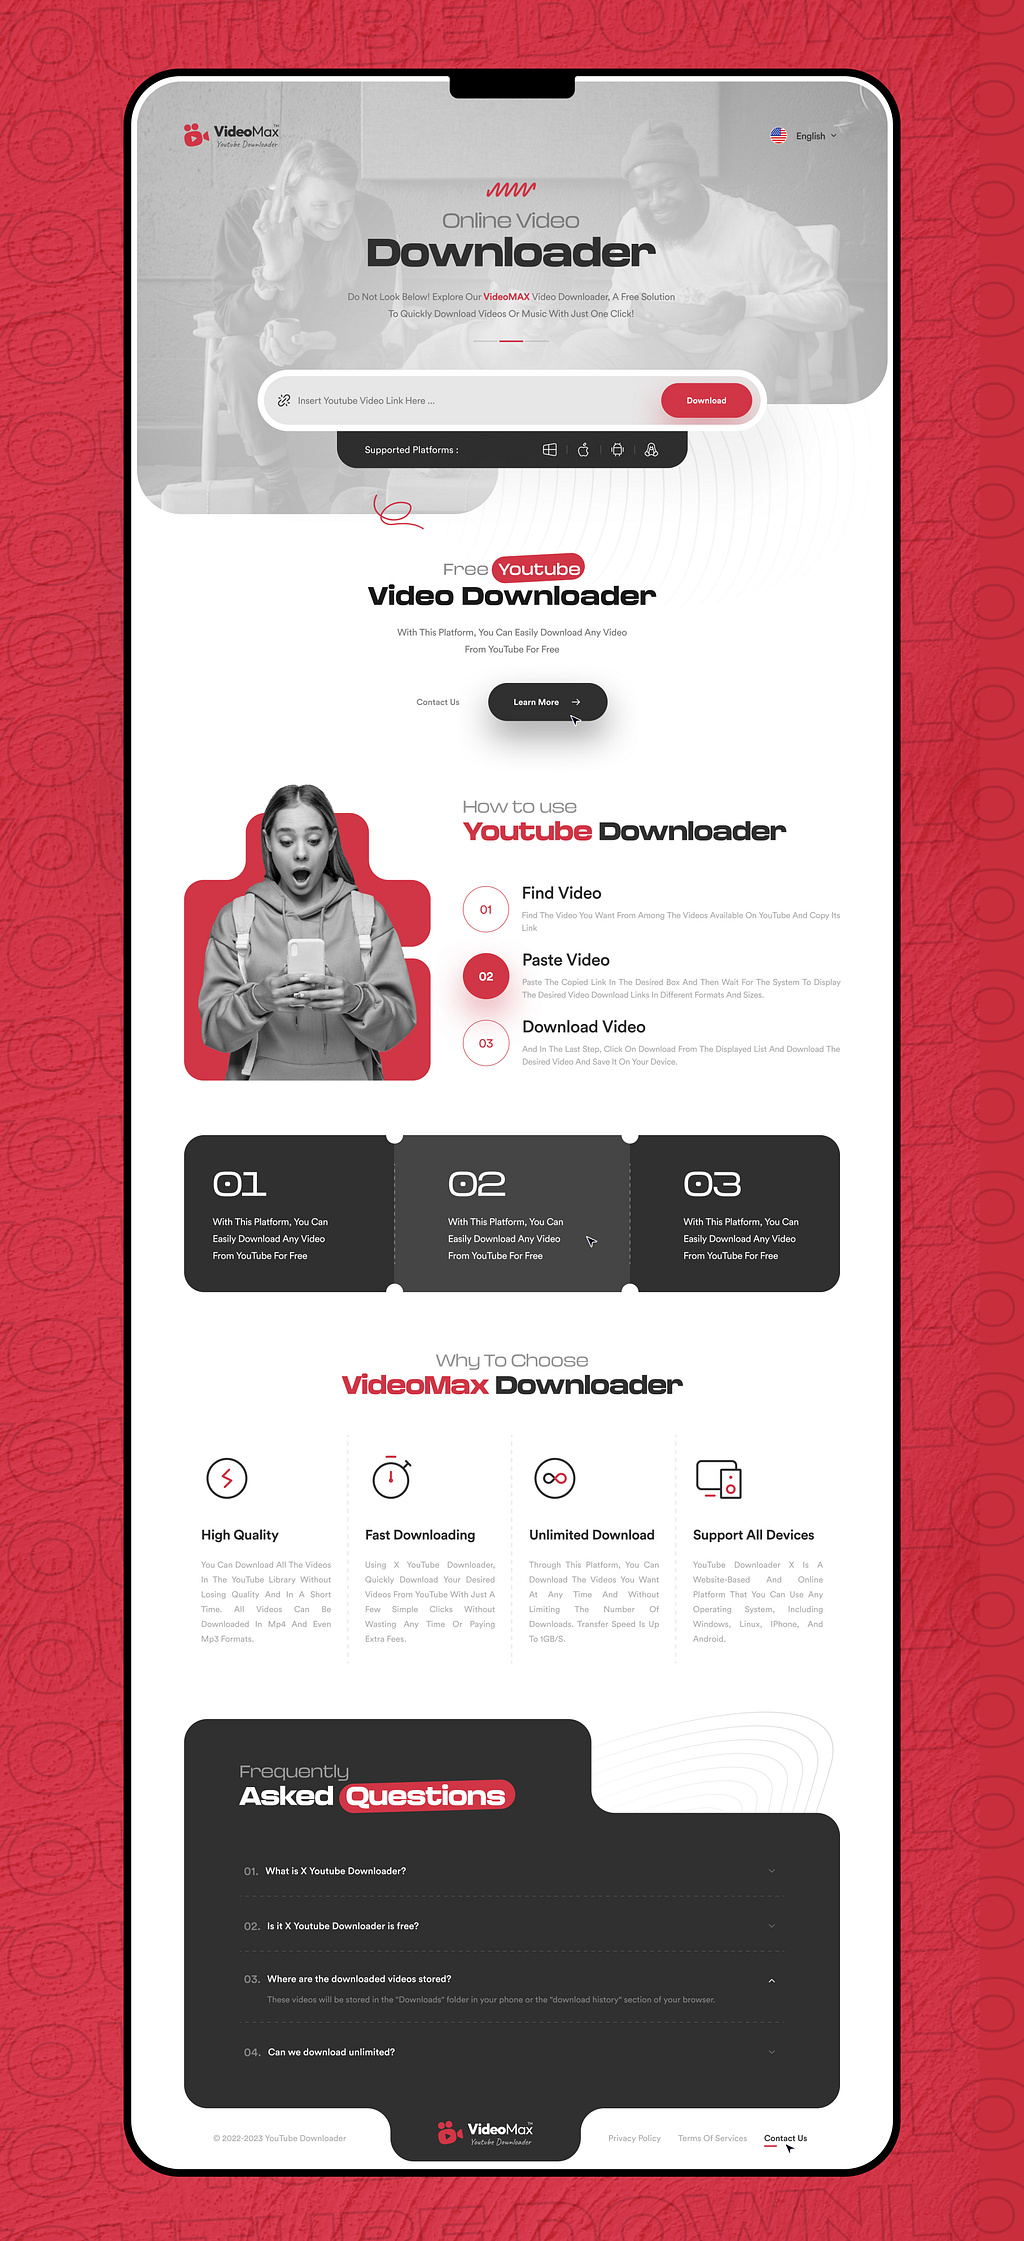 OUTUBE DOWNLO
VideoMax™
Youtube Downloader
English
Online Video
Downloader
Do Not Look Below! Explore Our VideoMAX Video Downloader, A Free Solution
To Quickly Download Videos Or Music With Just One Click!
Insert Youtube Video Link Here ...
Download
Supported Platforms :
Free Youtube
Video Downloader
With This Platform, You Can Easily Download Any Video
From YouTube For Free
Contact Us
Learn More
How to use
Youtube Downloader
01
Find Video
Find The Video You Want From Among The Videos Available On YouTube And Copy Its
Link
02
Paste Video
Paste The Copied Link In The Desired Box And Then Wait For The System To Display
The Desired Video Download Links In Different Formats And Sizes.
03
Download Video
And In The Last Step, Click On Download From The Displayed List And Download The
Desired Video And Save It On Your Device.
01
With This Platform, You Can
Easily Download Any Video
From YouTube For Free
02
With This Platform, You Can
Easily Download Any Video
From YouTube For Free
03
With This Platform, You Can
Easily Download Any Video
From YouTube For Free
Why To Choose
VideoMax Downloader
High Quality
You Can Download All The Videos
In The YouTube Library Without
Losing Quality And In A Short
Time. All Videos Can Be
Downloaded In Mp4 And Even
Mp3 Formats.
Fast Downloading
Using X YouTube Downloader,
Quickly Download Your Desired
Videos From YouTube With Just A
Few Simple Clicks Without
Wasting Any Time Or Paying
Extra Fees.
Unlimited Download
Through This Platform, You Can
Download The Videos You Want
At Any Time And Without
Limiting The Number Of
Downloads. Transfer Speed Is Up
To 1GB/S.
Support All Devices
YouTube Downloader X Is A
Website-Based And Online
Platform That You Can Use Any
Operating System, Including
Windows, Linux, IPhone, And
Android.
Frequently
Asked Questions
01. What is X Youtube Downloader?
02. Is it X Youtube Downloader is free?
03. Where are the downloaded videos stored?
These videos will be stored in the "Downloads" folder in your phone or the "download history" section of your browser.
04. Can we download unlimited?
© 2022-2023 YouTube Downloader
VideoMax™
Youtube Downloader
Privacy Policy
Terms Of Services
Contact Us
OUTUBE DOWNLO